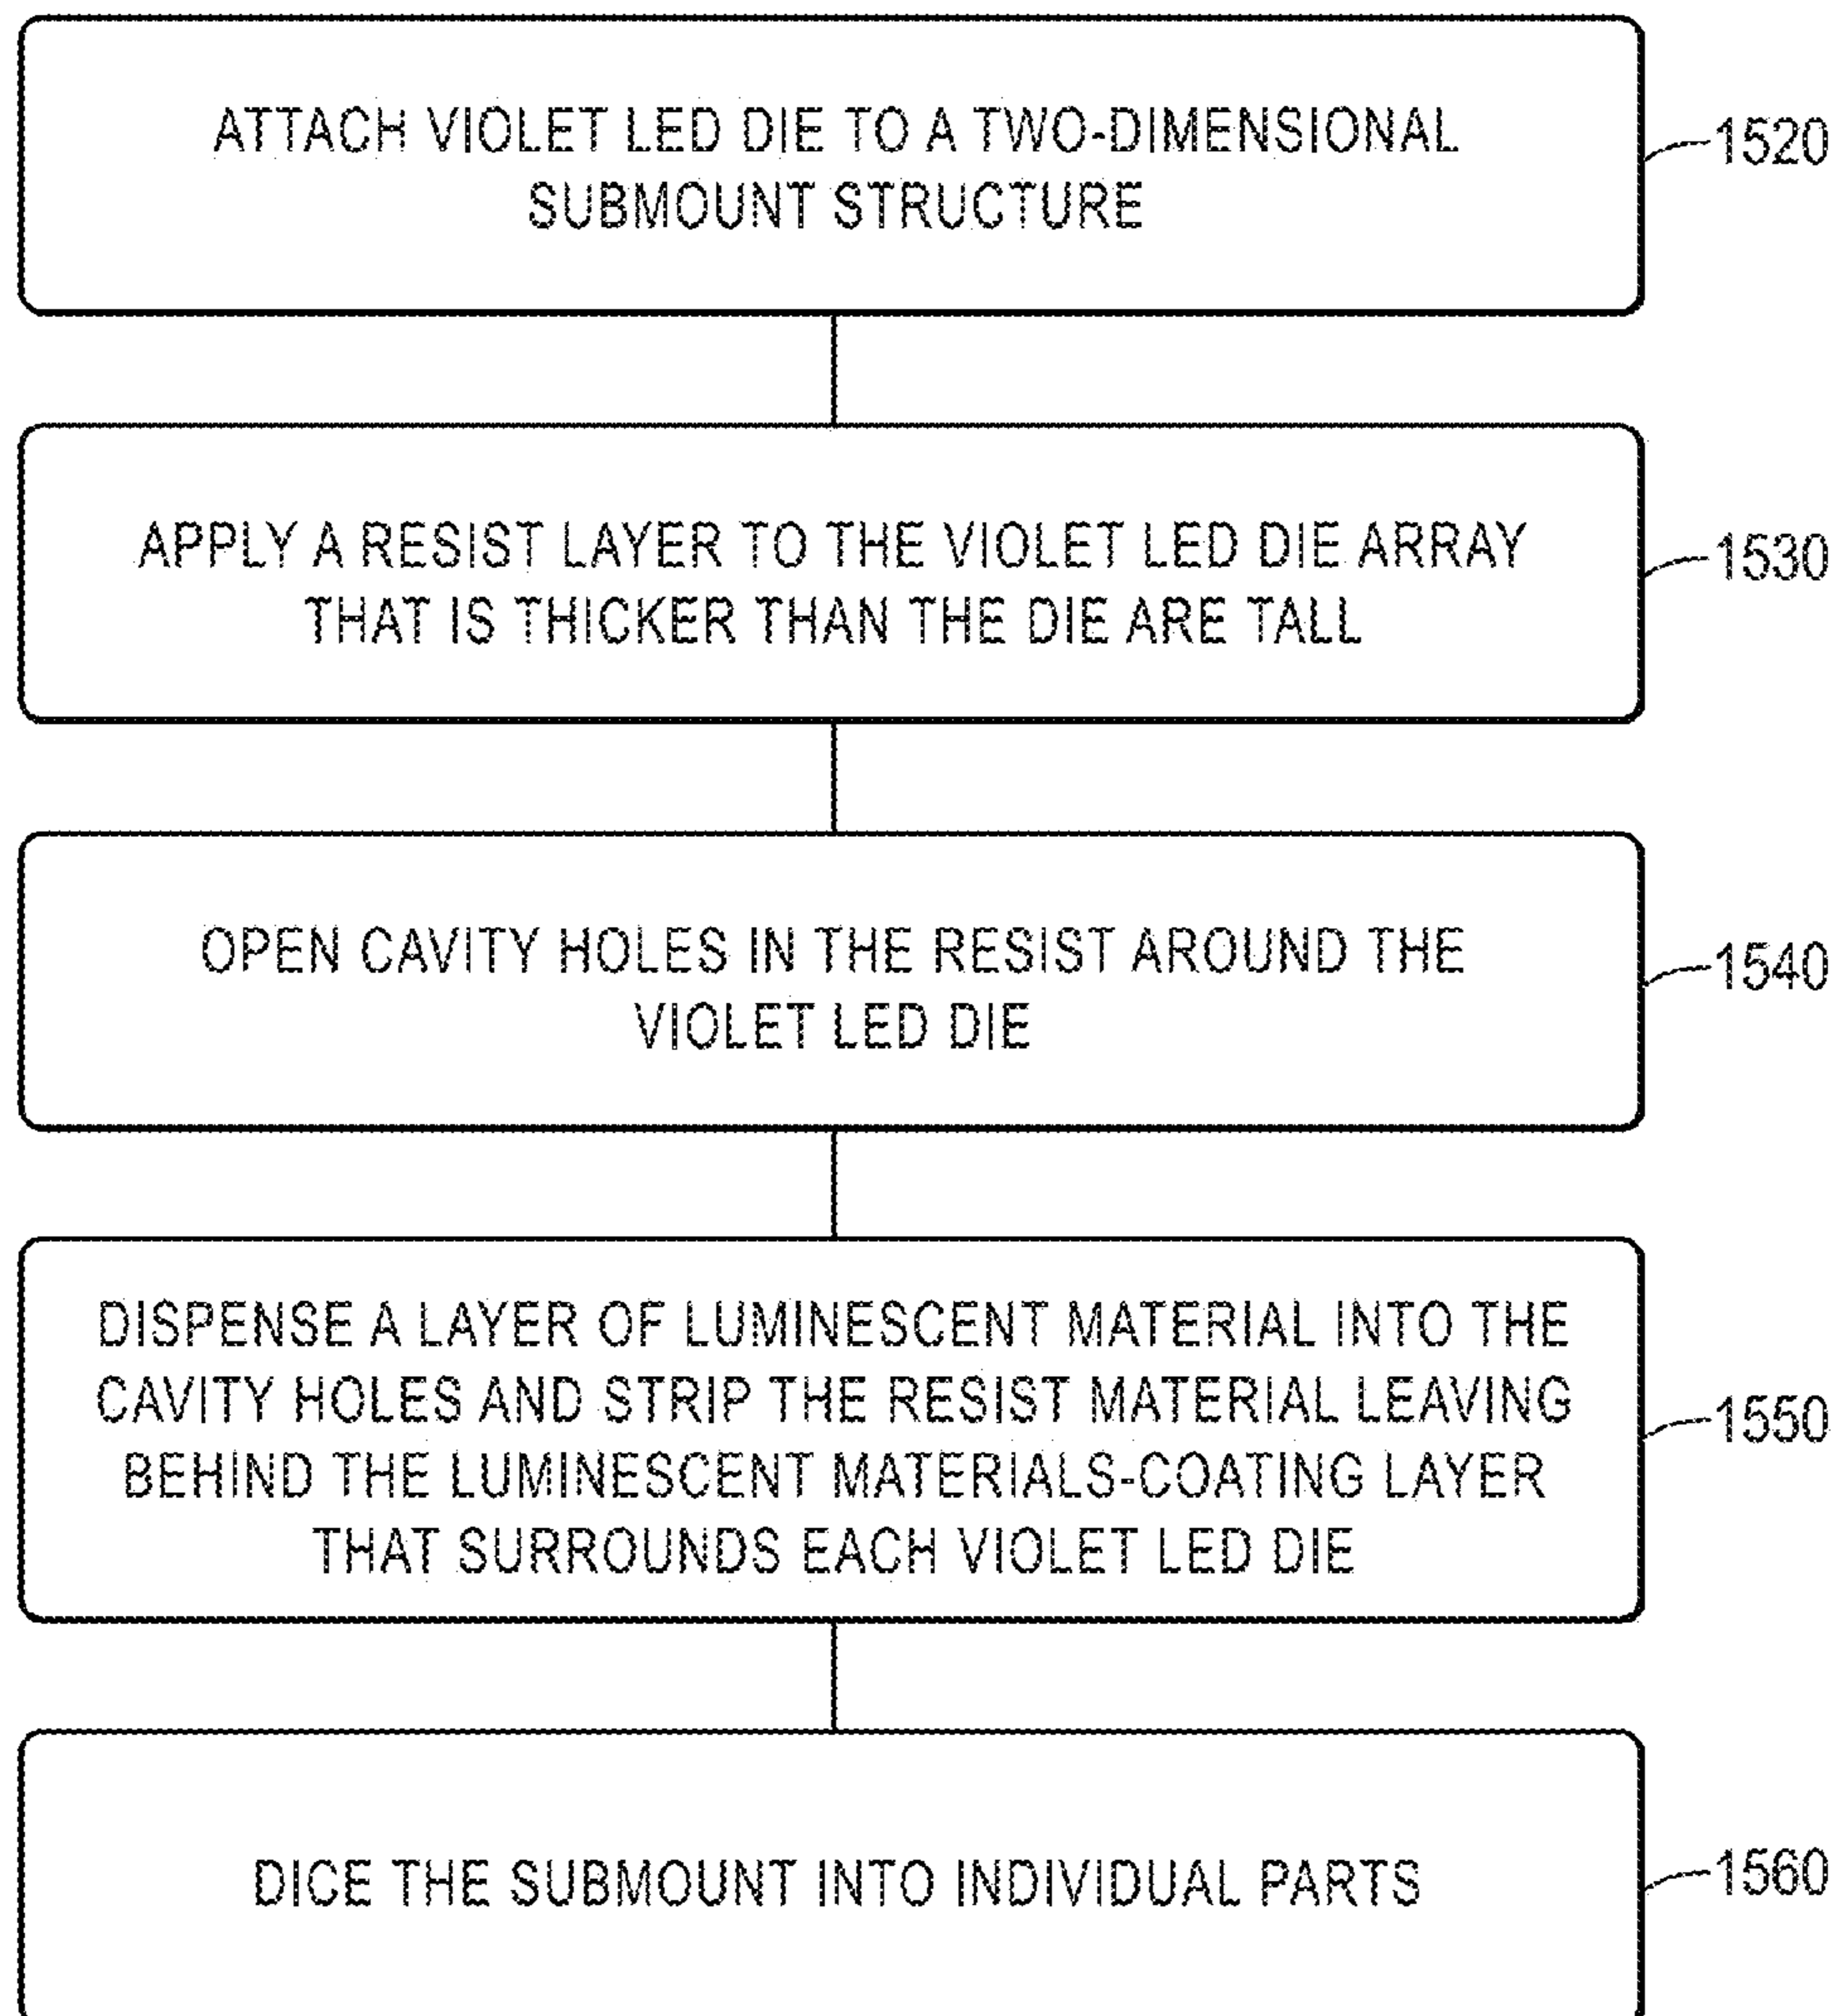 ATTACH VIOLET LED DIE TO A TWO-DIMENSIONAL
SUBMOUNT STRUCTURE
1520
APPLY A RESIST LAYER TO THE VIOLET LED DIE ARRAY
THAT IS THICKER THAN THE DIE ARE TALL
1530
OPEN CAVITY HOLES IN THE RESIST AROUND THE
VIOLET LED DIE
1540
DISPENSE A LAYER OF LUMINESCENT MATERIAL INTO THE
CAVITY HOLES AND STRIP THE RESIST MATERIAL LEAVING
BEHIND THE LUMINESCENT MATERIALS-COATING LAYER
THAT SURROUNDS EACH VIOLET LED DIE
1550
DICE THE SUBMOUNT INTO INDIVIDUAL PARTS
1560